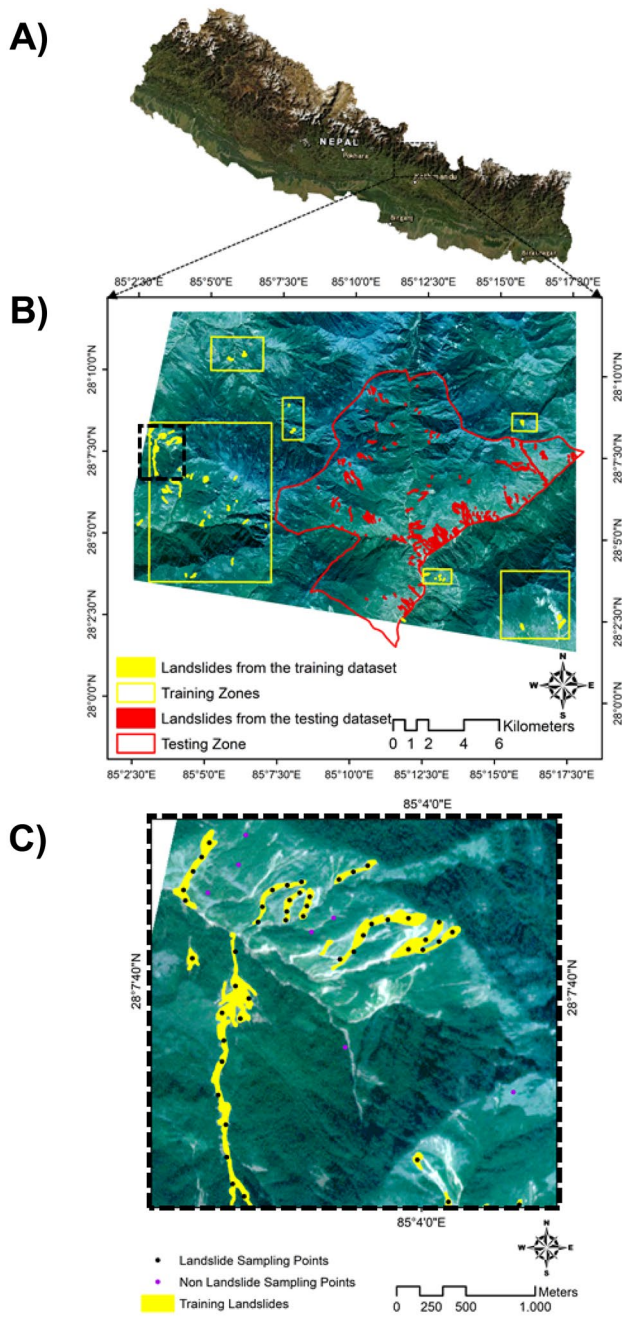 A)
NEPAL
Pokhara
Kathmandu
Birganj
Biratnagar
85°2'30"E 85°5'0"E 85°7'30"E 85°10'0"E 85°12'30"E 85°15'0"E 85°17'30"E
B)
28°10'0"N 28°10'0"N
28°7'30"N 28°7'30"N
28°5'0"N 28°5'0"N
28°2'30"N 28°2'30"N
28°0'0"N 28°0'0"N
Landslides from the training dataset
Training Zones
Landslides from the testing dataset
Testing Zone
N
W E
S
Kilometers
0 1 2 4 6
85°2'30"E 85°5'0"E 85°7'30"E 85°10'0"E 85°12'30"E 85°15'0"E 85°17'30"E
85°4'0"E
C)
28°7'40"N 28°7'40"N
85°4'0"E
N
W E
S
Landslide Sampling Points
Non Landslide Sampling Points
Training Landslides
Meters
0 250 500 1.000